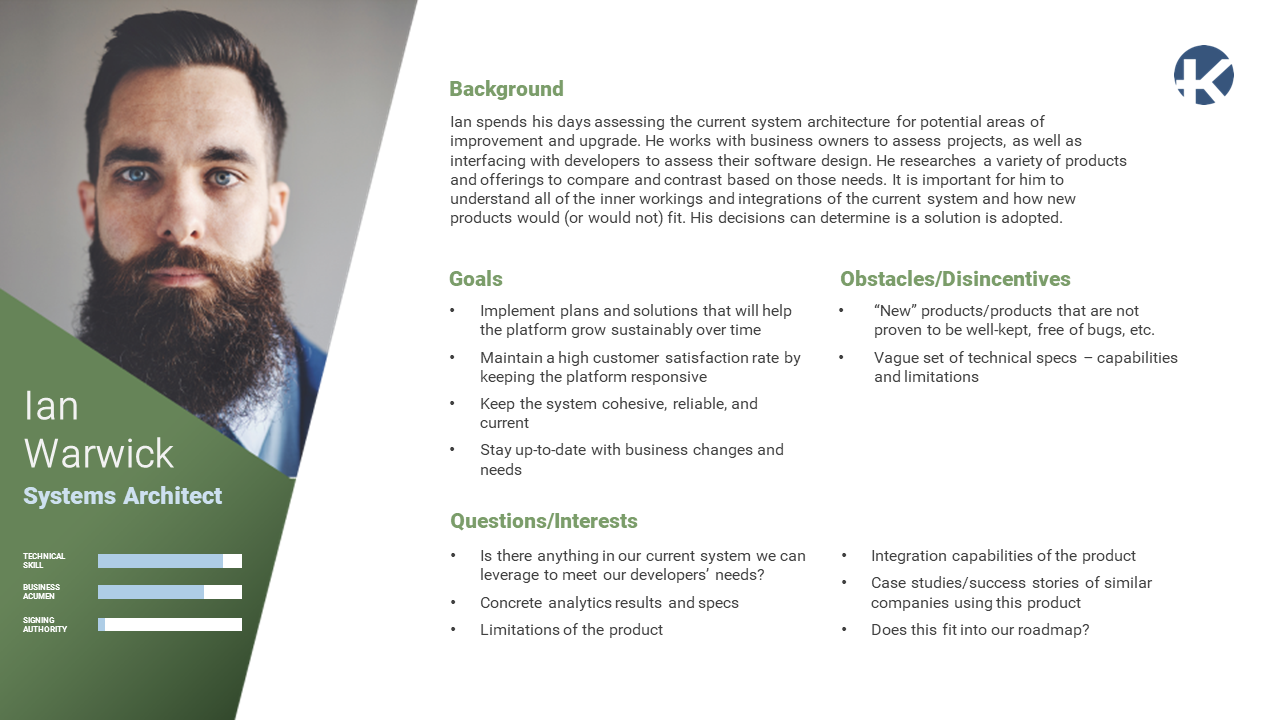 Background
Ian spends his days assessing the current system architecture for potential areas of
improvement and upgrade. He works with business owners to assess projects, as well as
interfacing with developers to assess their software design. He researches a variety of products
and offerings to compare and contrast based on those needs. It is important for him to
understand all of the inner workings and integrations of the current system and how new
products would (or would not) fit. His decisions can determine is a solution is adopted.
Goals
• Implement plans and solutions that will help
the platform grow sustainably over time
• Maintain a high customer satisfaction rate by
keeping the platform responsive
• Keep the system cohesive, reliable, and
current
• Stay up-to-date with business changes and
needs
Obstacles/Disincentives
• “New” products/products that are not
proven to be well-kept, free of bugs, etc.
• Vague set of technical specs – capabilities
and limitations
Questions/Interests
• Is there anything in our current system we can
leverage to meet our developers’ needs?
• Concrete analytics results and specs
• Limitations of the product
• Integration capabilities of the product
• Case studies/success stories of similar
companies using this product
• Does this fit into our roadmap?
Ian
Warwick
Systems Architect
TECHNICAL
SKILL
BUSINESS
ACUMEN
SIGNING
AUTHORITY
K